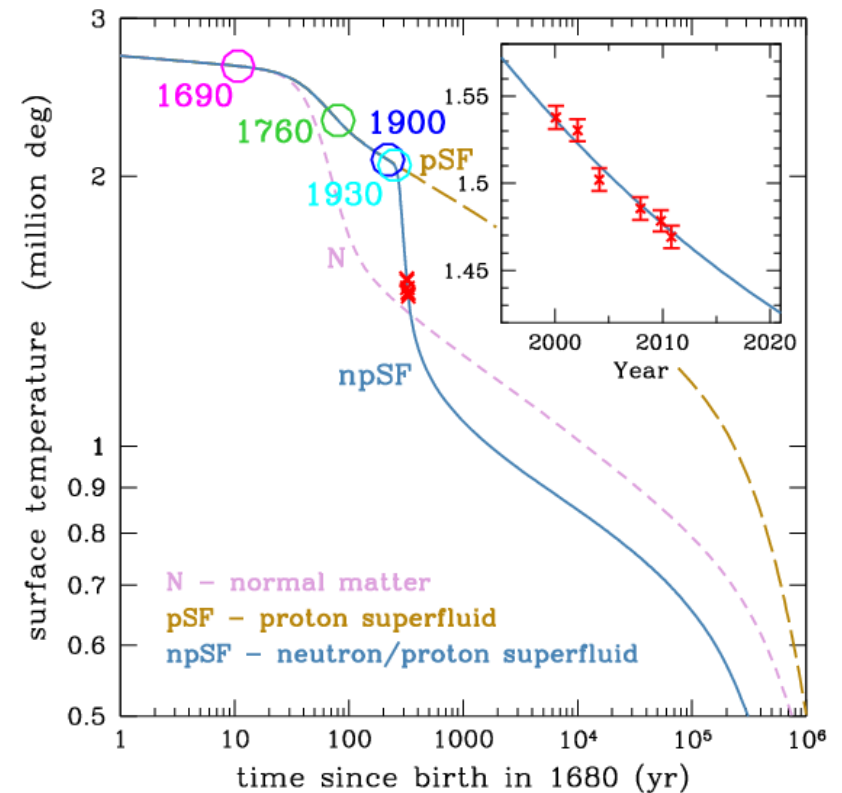 surface temperature (million deg)
3
2
1
0.9
0.8
0.7
0.6
0.5
1690
1760
1900
1930
pSF
N
npSF
1.55
1.5
1.45
2000
2010
2020
Year
N – normal matter
pSF – proton superfluid
npSF – neutron/proton superfluid
1
10
100
1000
10⁴
10⁵
10⁶
time since birth in 1680 (yr)